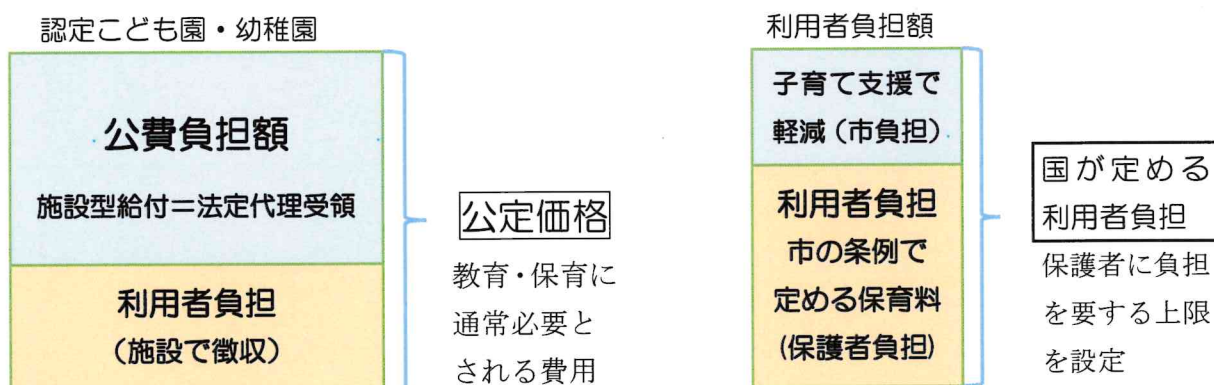 認定こども園・幼稚園
公費負担額
施設型給付＝法定代理受領
利用者負担
（施設で徴収）
公定価格
教育・保育に
通常必要と
される費用
利用者負担額
子育て支援で
軽減（市負担）
利用者負担
市の条例で
定める保育料
(保護者負担)
国が定める
利用者負担
保護者に負担
を要する上限
を設定